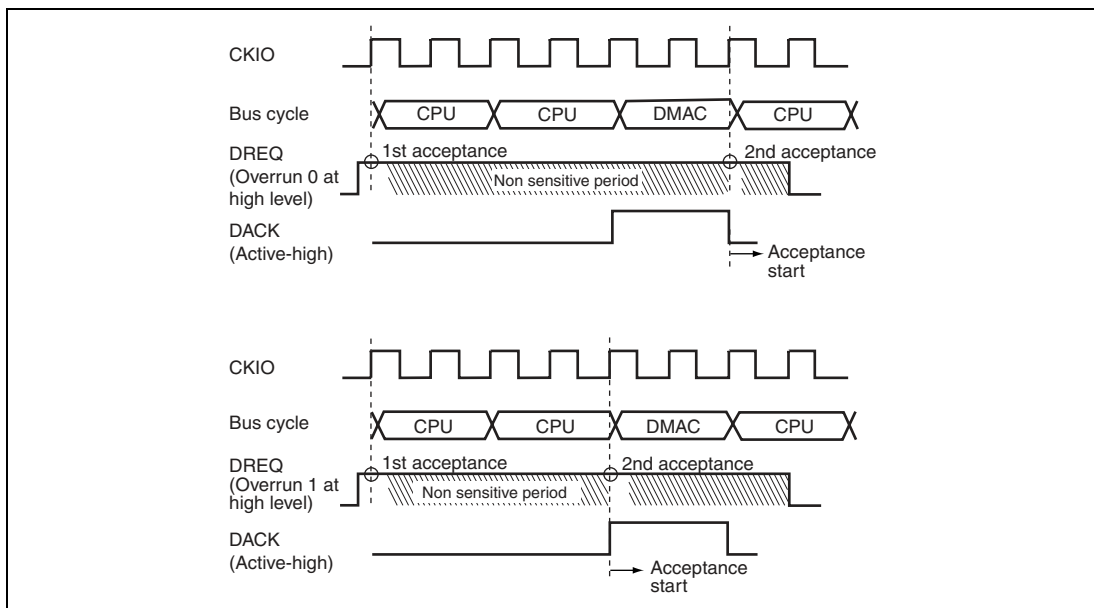 CKIO
Bus cycle
CPU
CPU
DMAC
CPU
DREQ
(Overrun 0 at
high level)
1st acceptance
2nd acceptance
Non sensitive period
DACK
(Active-high)
Acceptance
start
CKIO
Bus cycle
CPU
CPU
DMAC
CPU
DREQ
(Overrun 1 at
high level)
1st acceptance
2nd acceptance
Non sensitive period
DACK
(Active-high)
Acceptance
start